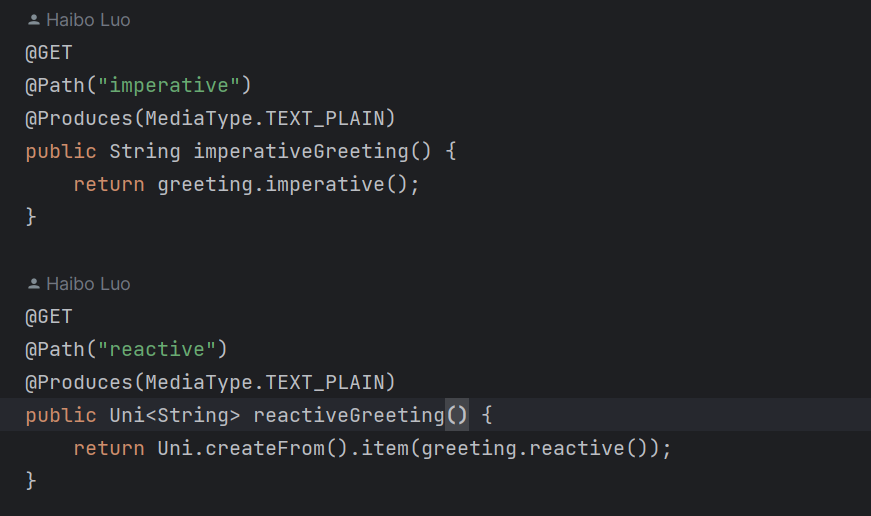 Haibo Luo
@GET
@Path("imperative")
@Produces(MediaType.TEXT_PLAIN)
public String imperativeGreeting() {
    return greeting.imperative();
}
Haibo Luo
@GET
@Path("reactive")
@Produces(MediaType.TEXT_PLAIN)
public Uni<String> reactiveGreeting() {
    return Uni.createFrom().item(greeting.reactive());
}